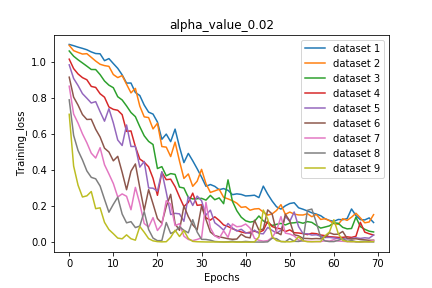 alpha_value_0.02
Training_loss
1.0
0.8
0.6
0.4
0.2
0.0
dataset 1
dataset 2
dataset 3
dataset 4
dataset 5
dataset 6
dataset 7
dataset 8
dataset 9
0 10 20 30 40 50 60 70
Epochs